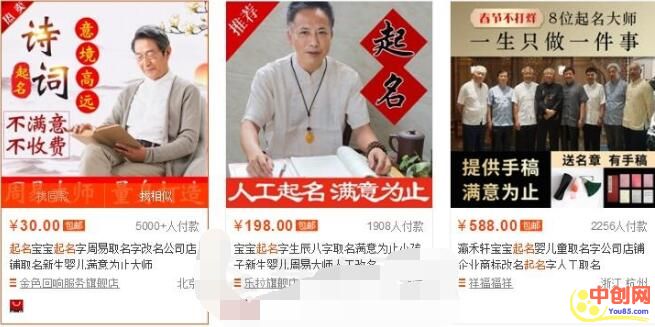 热卖
诗词
起名
意境高远
不满意
不收费
周易大师 量身打造
找同款
找相似
¥30.00 包邮
5000+人付款
起名宝宝起名字周易取名字改名公司店
铺取名新生婴儿满意为止大师
金色回响服务旗舰店
北京
推荐
起名
人工起名 满意为止
¥198.00 包邮
1908人付款
起名宝宝起名字生辰八字取名满意为止小孩
子新生婴儿周易大师人工改名
乐拉旗舰店
春节不打烊 8位起名大师
一生只做一件事
提供手稿
满意为止
送名章 有手稿
¥588.00 包邮
2256人付款
瀛禾轩宝宝起名婴儿童取名字公司店铺
企业商标改名起名字人工取名
祥福福祥
浙江 杭州
中创网
You85.com